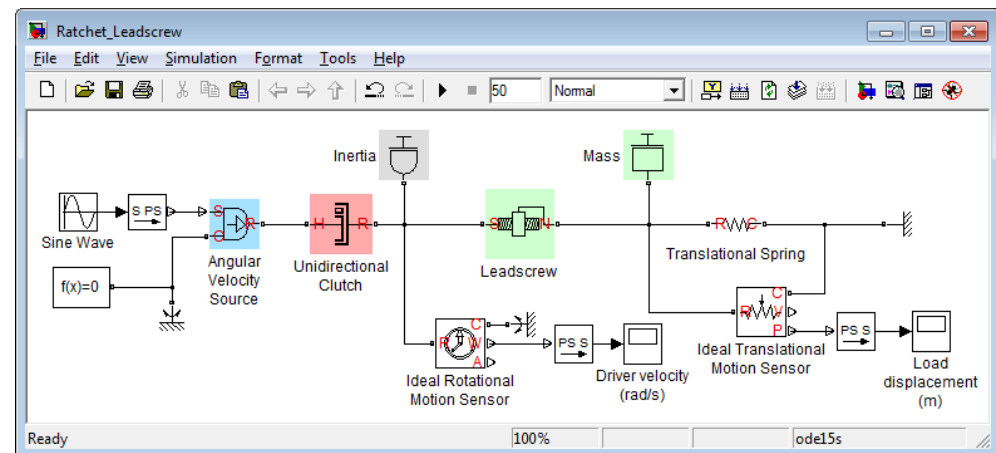 Ratchet_Leadscrew
File Edit View Simulation Format Tools Help
50 Normal
Inertia
Mass
S PS
S
R
C
H R
S N
R C
Sine Wave
Angular
Velocity
Source
Unidirectional
Clutch
Leadscrew
Translational Spring
f(x)=0
C
R W
A
PS S
C
R V
P
PS S
Ideal Rotational
Motion Sensor
Driver velocity
(rad/s)
Ideal Translational
Motion Sensor
Load
displacement
(m)
Ready 100% ode15s